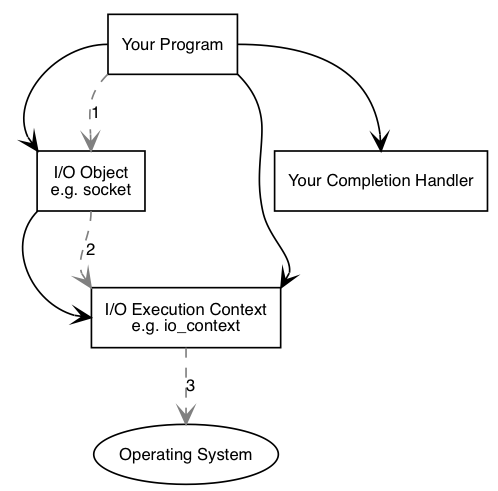 Your Program
1
I/O Object
e.g. socket
Your Completion Handler
2
I/O Execution Context
e.g. io_context
3
Operating System